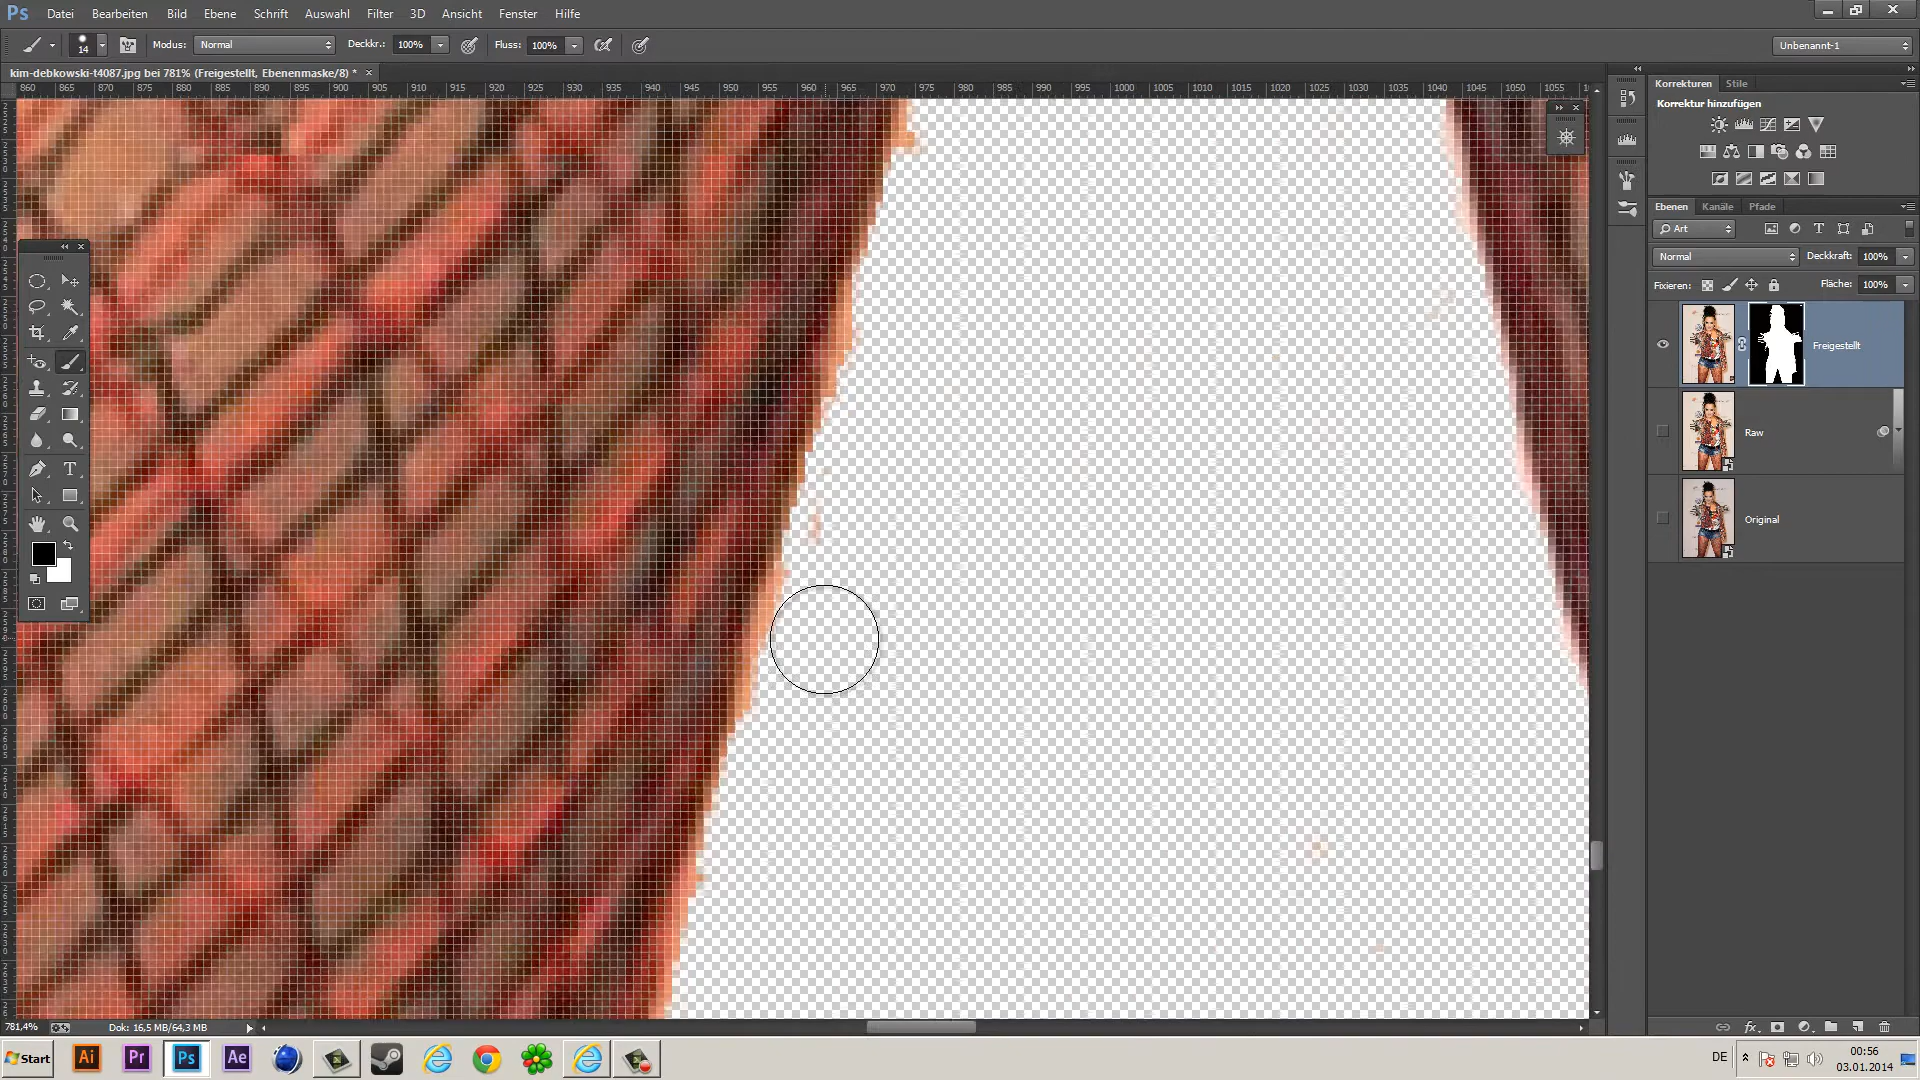 Ps Datei Bearbeiten Bild Ebene Schrift Auswahl Filter 3D Ansicht Fenster Hilfe
14 Modus: Normal Deckkr.: 100% Fluss: 100% Unbenannt-1
kim-debkowski-t4087.jpg bei 781% (Freigestellt, Ebenenmaske/8) * ×
860 865 870 875 880 885 890 895 900 905 910 915 920 925 930 935 940 945 950 955 960 965 970 975 980 985 990 995 1000 1005 1010 1015 1020 1025 1030 1035 1040 1045 1050 1055
Korrekturen Stile
Korrektur hinzufügen
Ebenen Kanäle Pfade
Art
Normal Deckkraft: 100%
Fixieren: Fläche: 100%
Freigestellt
Raw
Original
781,4% Dok: 16,5 MB/64,3 MB
Start Ai Pr Ps Ae DE 00:56
03.01.2014